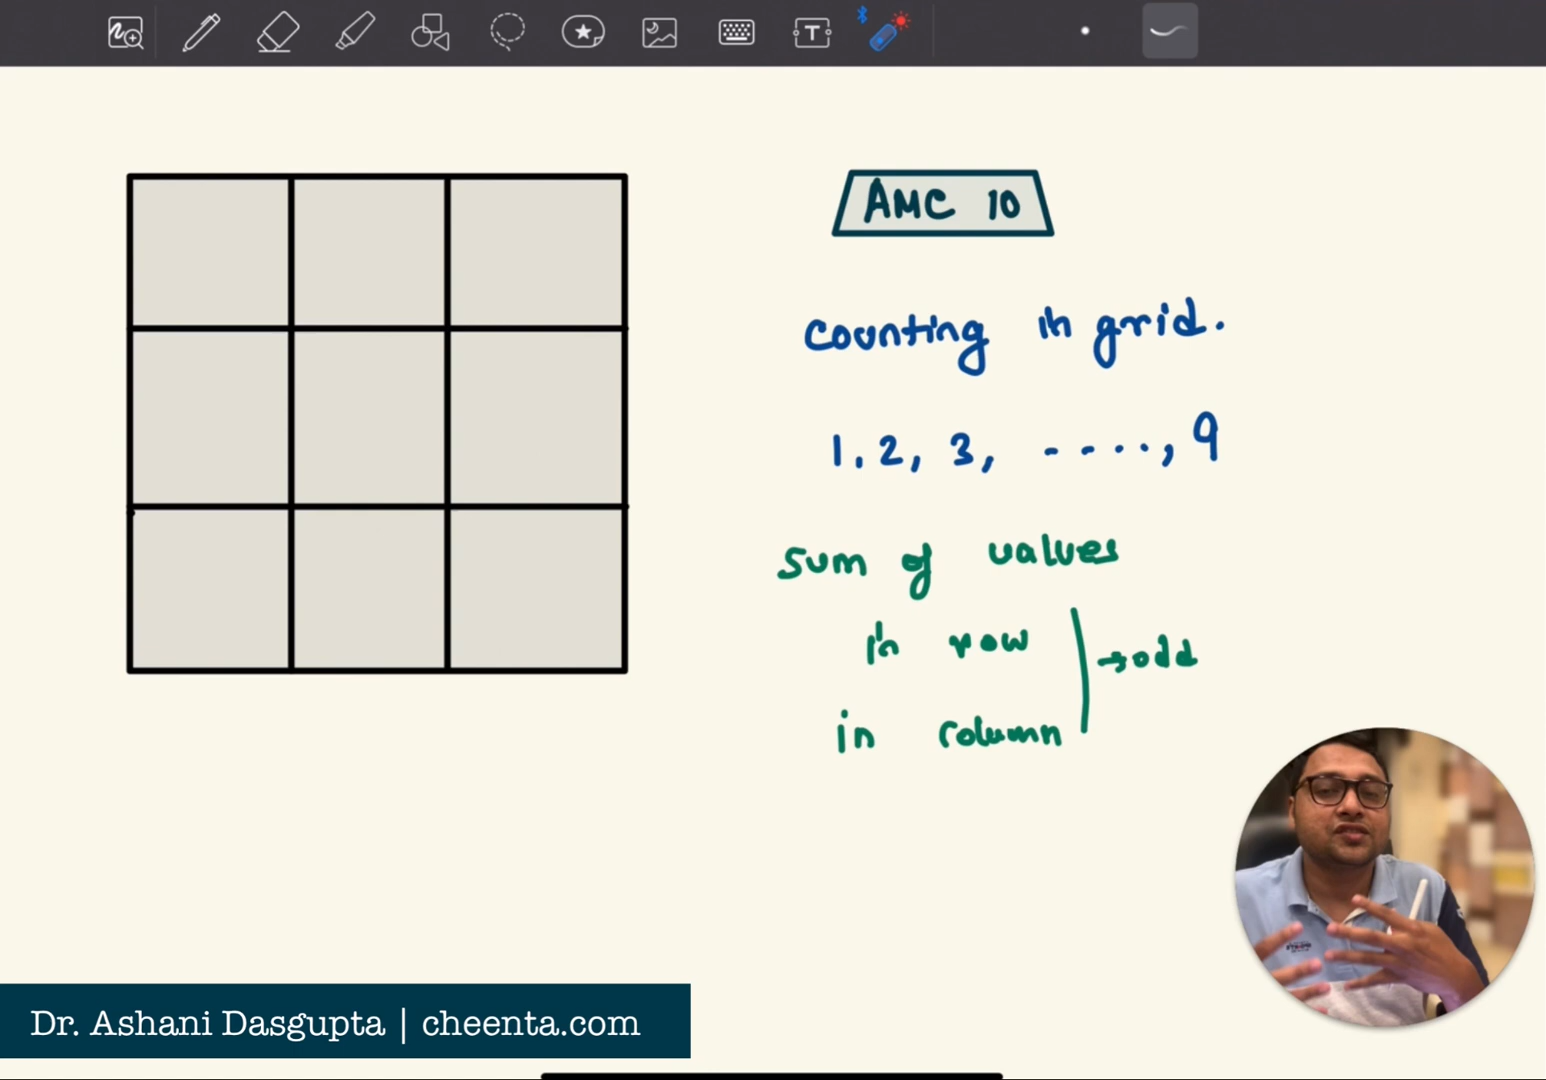 AMC 10
counting in grid.
1, 2, 3, ....., 9
sum of values
in row
→ odd
in column
Dr. Ashani Dasgupta | cheenta.com